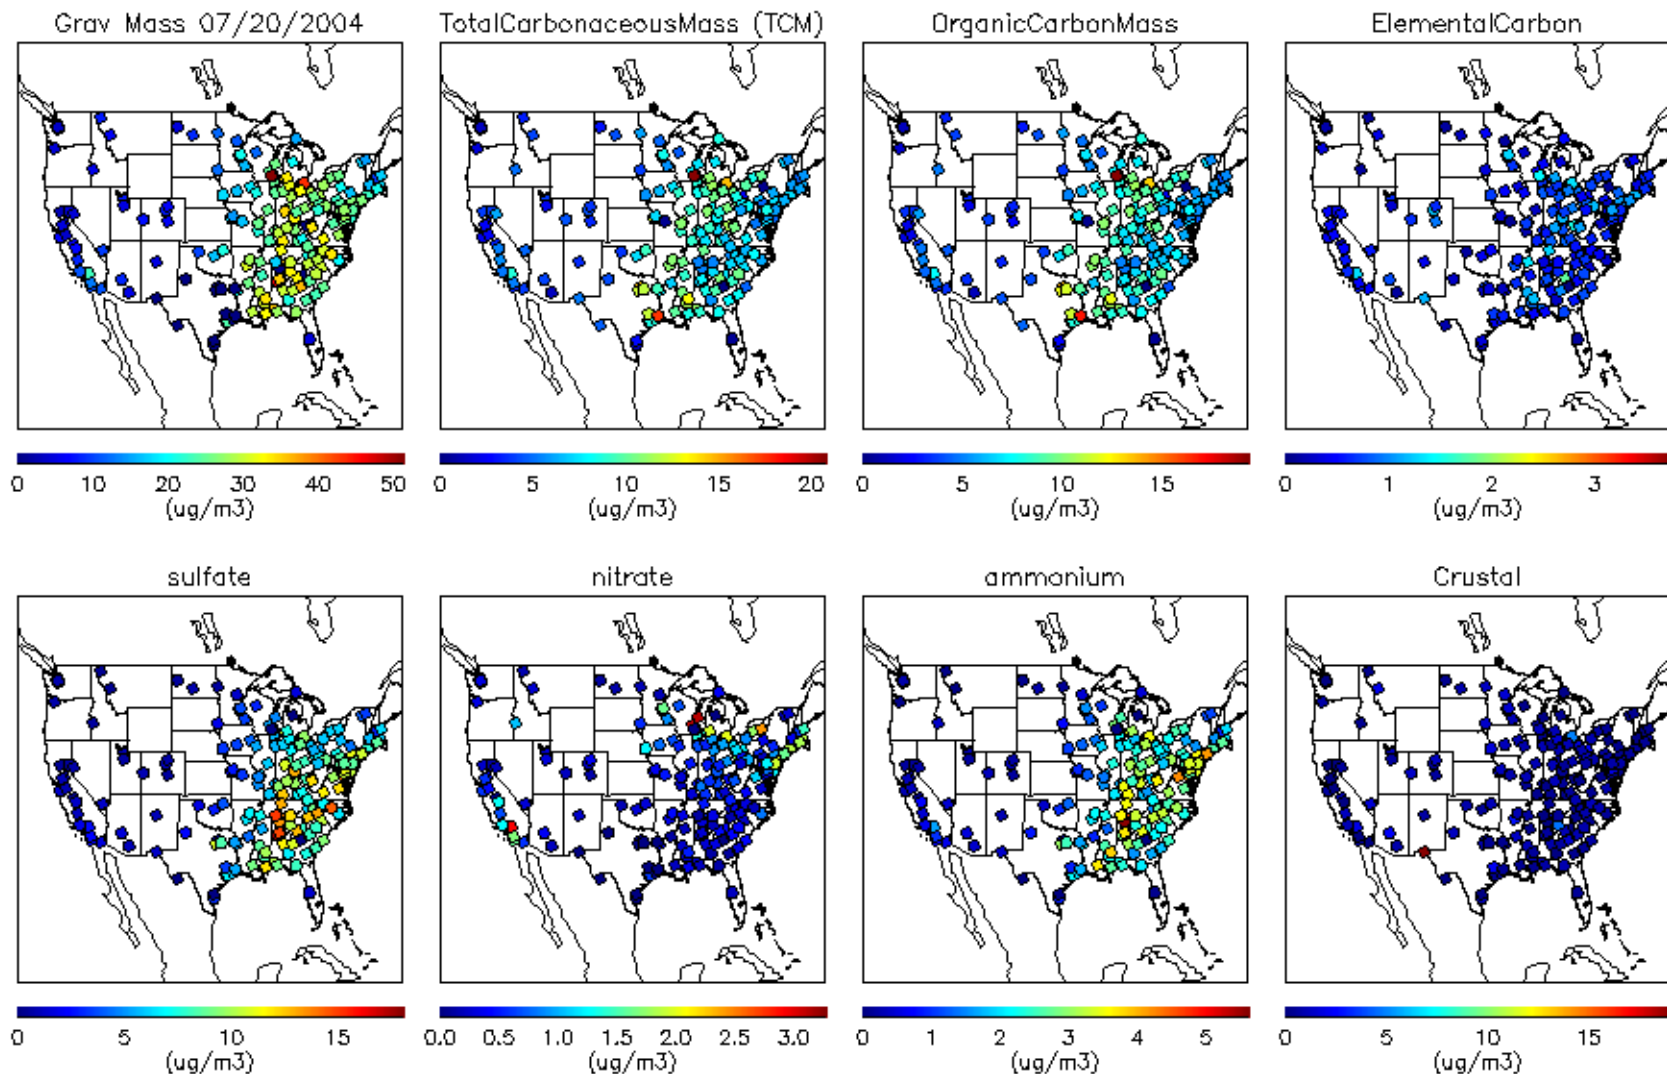 Grav Mass 07/20/2004
TotalCarbonaceousMass (TCM)
OrganicCarbonMass
ElementalCarbon
0 10 20 30 40 50
(ug/m3)
0 5 10 15 20
(ug/m3)
0 5 10 15
(ug/m3)
0 1 2 3
(ug/m3)
sulfate
nitrate
ammonium
Crustal
0 5 10 15
(ug/m3)
0.0 0.5 1.0 1.5 2.0 2.5 3.0
(ug/m3)
0 1 2 3 4 5
(ug/m3)
0 5 10 15
(ug/m3)